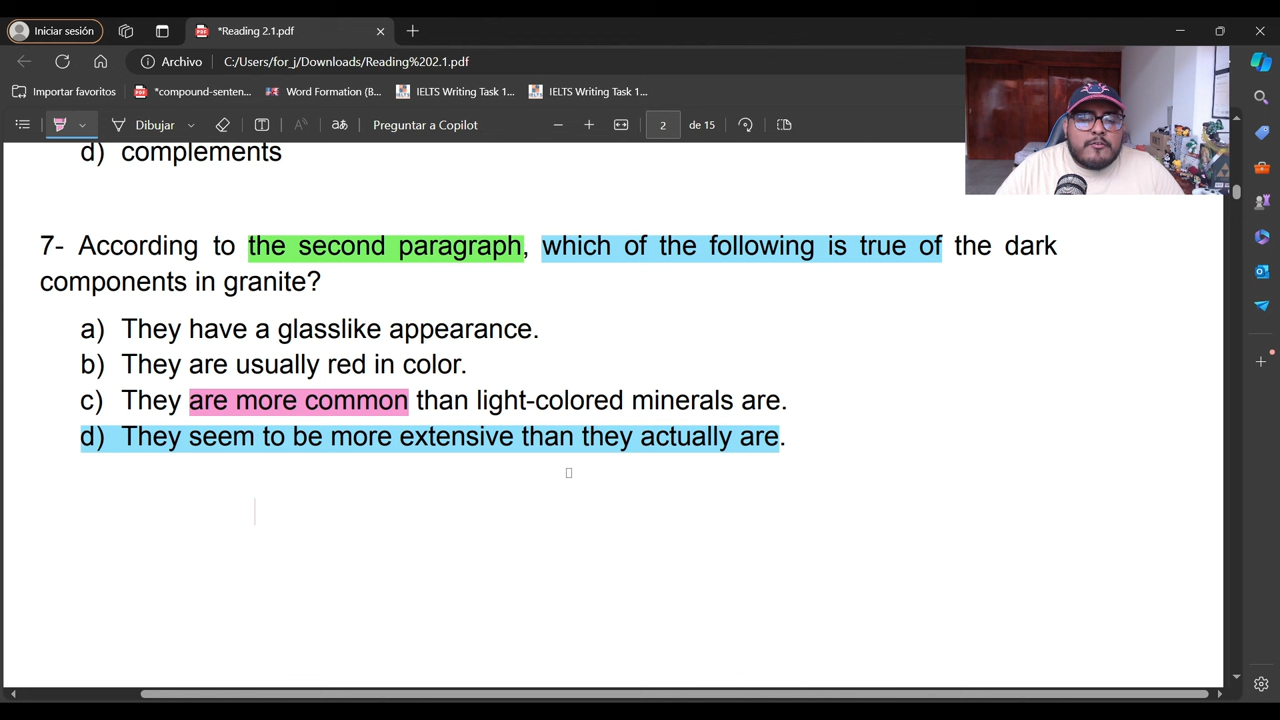 Iniciar sesión
*Reading 2.1.pdf
Archivo
C:/Users/for_j/Downloads/Reading%202.1.pdf
Importar favoritos
*compound-senten...
Word Formation (B...
IELTS Writing Task 1...
IELTS Writing Task 1...
Dibujar
Preguntar a Copilot
2
de 15
d) complements
7- According to the second paragraph, which of the following is true of the dark
components in granite?
a) They have a glasslike appearance.
b) They are usually red in color.
c) They are more common than light-colored minerals are.
d) They seem to be more extensive than they actually are.